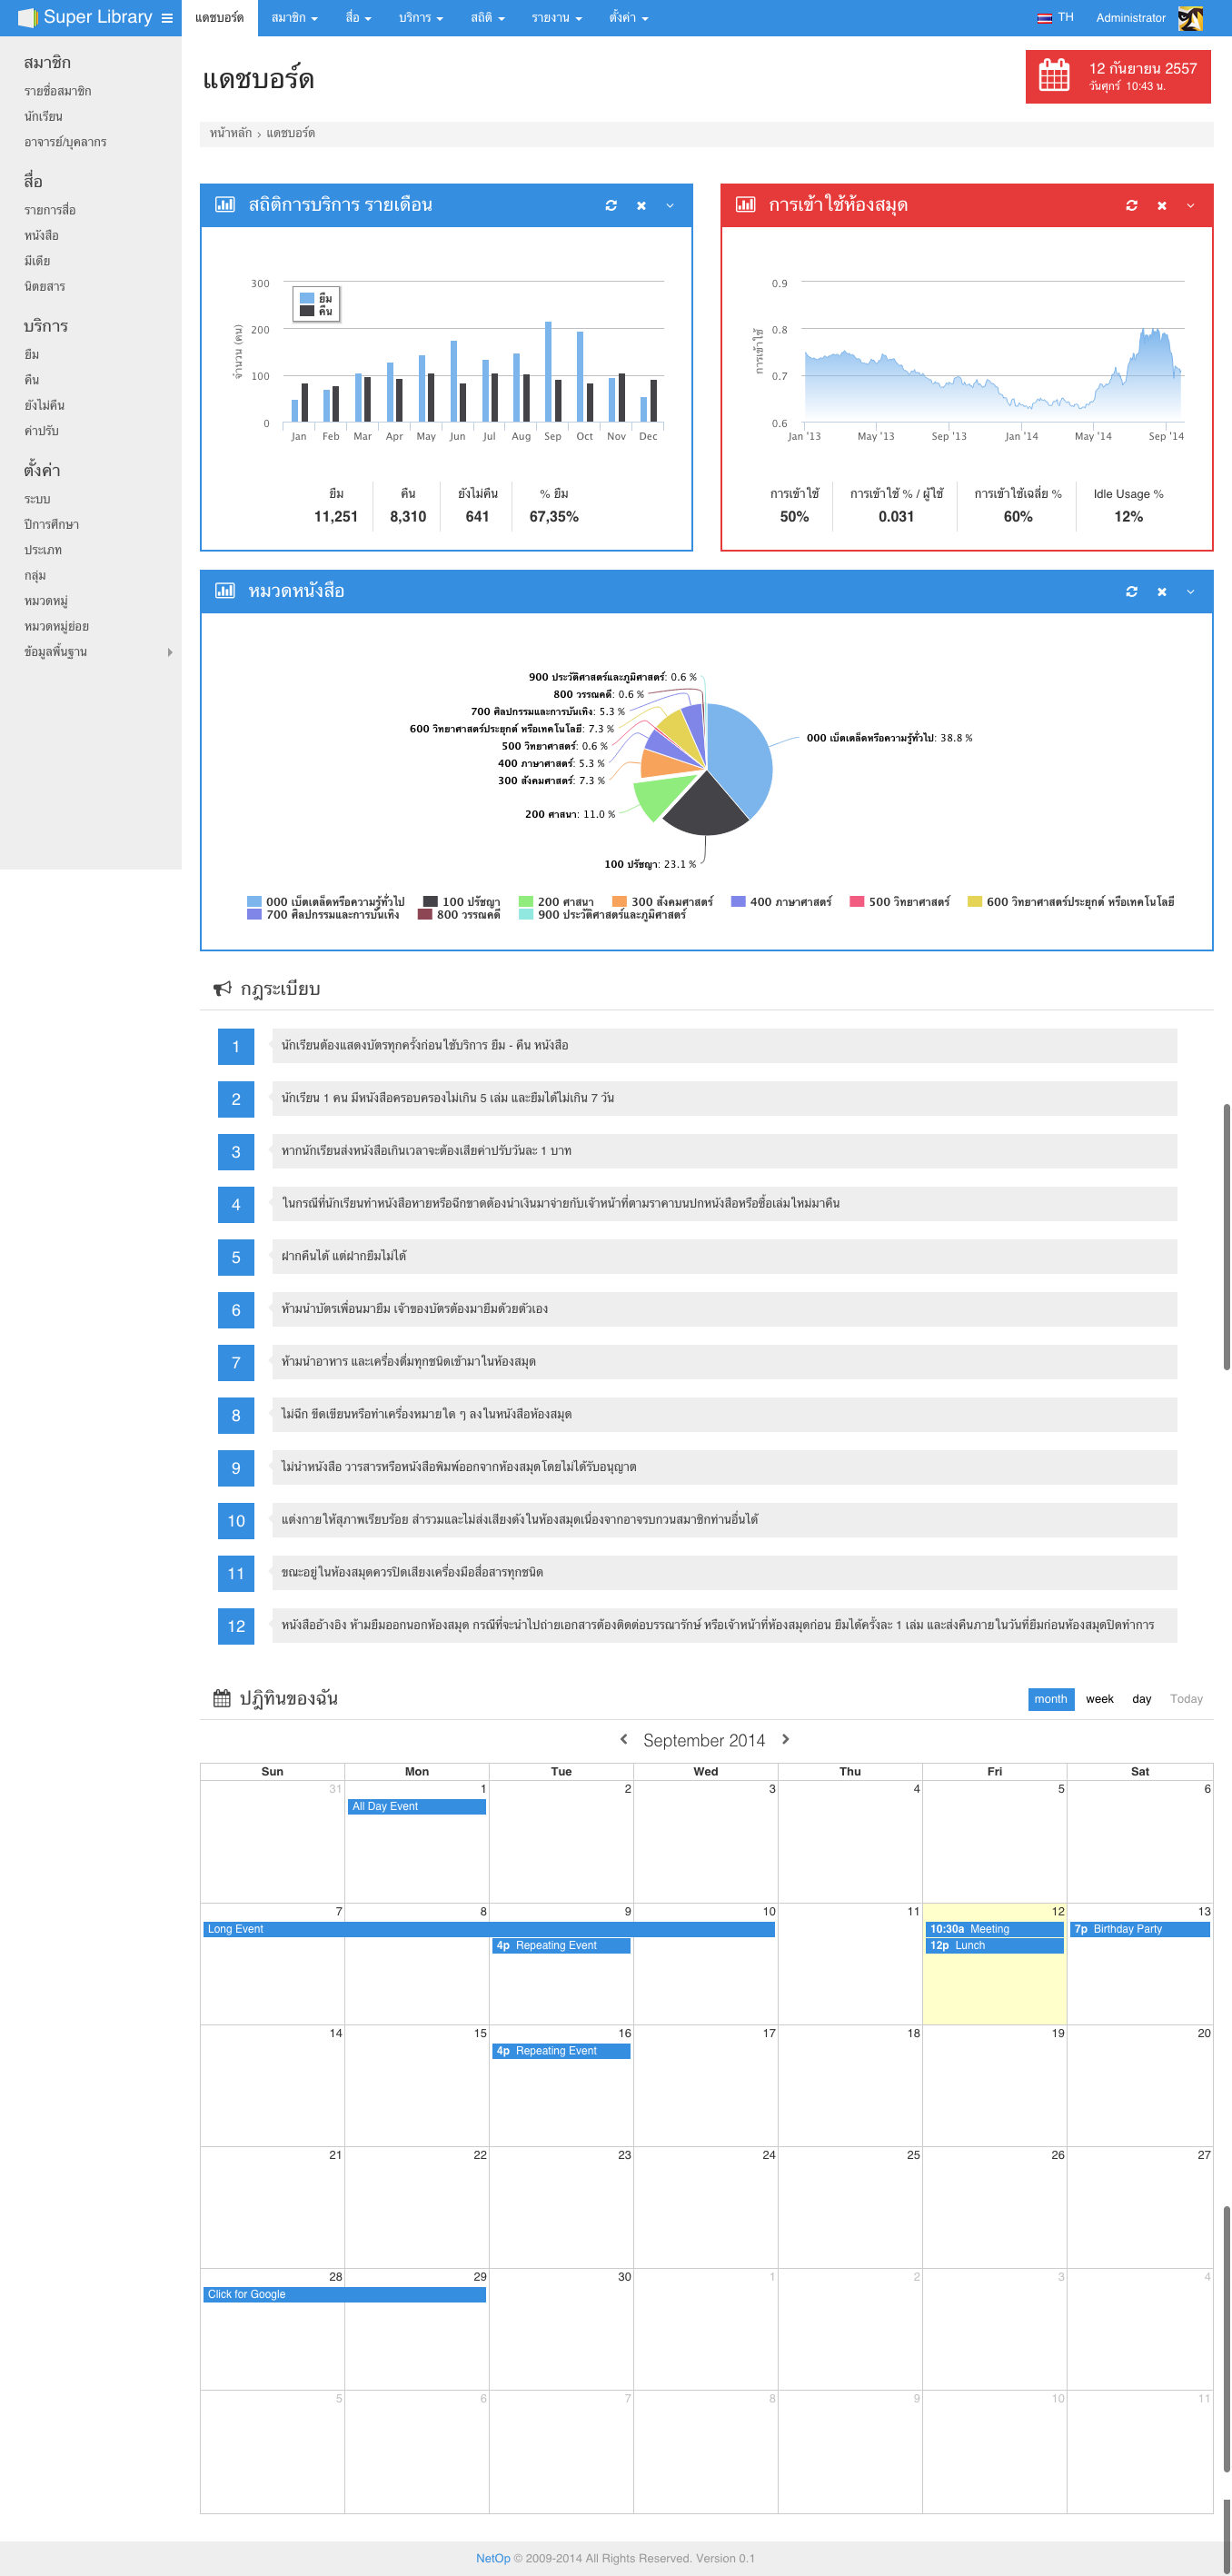 Super Library
แดชบอร์ด สมาชิก สื่อ บริการ สถิติ รายงาน ตั้งค่า TH Administrator
สมาชิก
รายชื่อสมาชิก
นักเรียน
อาจารย์/บุคลากร
สื่อ
รายการสื่อ
หนังสือ
มีเดีย
นิตยสาร
บริการ
ยืม
คืน
ยังไม่คืน
ค่าปรับ
ตั้งค่า
ระบบ
ปีการศึกษา
ประเภท
กลุ่ม
หมวดหมู่
หมวดหมู่ย่อย
ข้อมูลพื้นฐาน
แดชบอร์ด
12 กันยายน 2557
วันศุกร์ 10:43 น.
หน้าหลัก › แดชบอร์ด
สถิติการบริการ รายเดือน
300
200
100
0
จำนวน (คน)
ยืม
คืน
Jan Feb Mar Apr May Jun Jul Aug Sep Oct Nov Dec
ยืม คืน ยังไม่คืน % ยืม
11,251 8,310 641 67,35%
การเข้าใช้ห้องสมุด
0.9
0.8
0.7
0.6
การเข้าใช้
Jan '13 May '13 Sep '13 Jan '14 May '14 Sep '14
การเข้าใช้ การเข้าใช้ % / ผู้ใช้ การเข้าใช้เฉลี่ย % Idle Usage %
50% 0.031 60% 12%
หมวดหนังสือ
900 ประวัติศาสตร์และภูมิศาสตร์: 0.6 %
800 วรรณคดี: 0.6 %
700 ศิลปกรรมและการบันเทิง: 5.3 %
600 วิทยาศาสตร์ประยุกต์ หรือเทคโนโลยี: 7.3 %
000 เบ็ตเตล็ดหรือความรู้ทั่วไป: 38.8 %
500 วิทยาศาสตร์: 0.6 %
400 ภาษาศาสตร์: 5.3 %
300 สังคมศาสตร์: 7.3 %
200 ศาสนา: 11.0 %
100 ปรัชญา: 23.1 %
000 เบ็ตเตล็ดหรือความรู้ทั่วไป 100 ปรัชญา 200 ศาสนา 300 สังคมศาสตร์ 400 ภาษาศาสตร์ 500 วิทยาศาสตร์ 600 วิทยาศาสตร์ประยุกต์ หรือเทคโนโลยี
700 ศิลปกรรมและการบันเทิง 800 วรรณคดี 900 ประวัติศาสตร์และภูมิศาสตร์
กฎระเบียบ
1 นักเรียนต้องแสดงบัตรทุกครั้งก่อนใช้บริการ ยืม - คืน หนังสือ
2 นักเรียน 1 คน มีหนังสือครอบครองไม่เกิน 5 เล่ม และยืมได้ไม่เกิน 7 วัน
3 หากนักเรียนส่งหนังสือเกินเวลาจะต้องเสียค่าปรับวันละ 1 บาท
4 ในกรณีที่นักเรียนทำหนังสือหายหรือฉีกขาดต้องนำเงินมาจ่ายกับเจ้าหน้าที่ตามราคาบนปกหนังสือหรือซื้อเล่มใหม่มาคืน
5 ฝากคืนได้ แต่ฝากยืมไม่ได้
6 ห้ามนำบัตรเพื่อนมายืม เจ้าของบัตรต้องมายืมด้วยตัวเอง
7 ห้ามนำอาหาร และเครื่องดื่มทุกชนิดเข้ามาในห้องสมุด
8 ไม่ฉีก ขีดเขียนหรือทำเครื่องหมายใด ๆ ลงในหนังสือห้องสมุด
9 ไม่นำหนังสือ วารสารหรือหนังสือพิมพ์ออกจากห้องสมุดโดยไม่ได้รับอนุญาต
10 แต่งกายให้สุภาพเรียบร้อย สำรวมและไม่ส่งเสียงดังในห้องสมุดเนื่องจากอาจรบกวนสมาชิกท่านอื่นได้
11 ขณะอยู่ในห้องสมุดควรปิดเสียงเครื่องมือสื่อสารทุกชนิด
12 หนังสืออ้างอิง ห้ามยืมออกนอกห้องสมุด กรณีที่จะนำไปถ่ายเอกสารต้องติดต่อบรรณารักษ์ หรือเจ้าหน้าที่ห้องสมุดก่อน ยืมได้ครั้งละ 1 เล่ม และส่งคืนภายในวันที่ยืมก่อนห้องสมุดปิดทำการ
ปฎิทินของฉัน
month week day Today
September 2014
Sun Mon Tue Wed Thu Fri Sat
31 1 2 3 4 5 6
All Day Event
7 8 9 10 11 12 13
Long Event 10:30a Meeting 7p Birthday Party
4p Repeating Event 12p Lunch
14 15 16 17 18 19 20
4p Repeating Event
21 22 23 24 25 26 27
28 29 30 1 2 3 4
Click for Google
5 6 7 8 9 10 11
NetOp © 2009-2014 All Rights Reserved. Version 0.1